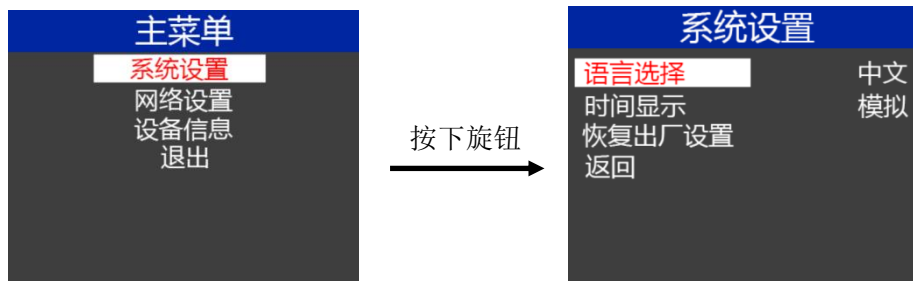 主菜单
系统设置
网络设置
设备信息
退出
按下旋钮
系统设置
语言选择 中文
时间显示 模拟
恢复出厂设置
返回